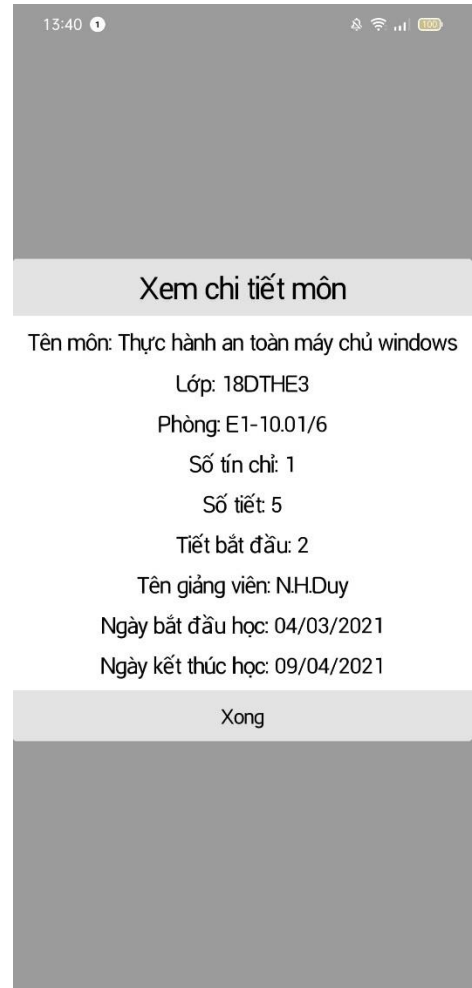 13:40 1
100
Xem chi tiết môn
Tên môn: Thực hành an toàn máy chủ windows
Lớp: 18DTHE3
Phòng: E1-10.01/6
Số tín chỉ: 1
Số tiết: 5
Tiết bắt đầu: 2
Tên giảng viên: N.H.Duy
Ngày bắt đầu học: 04/03/2021
Ngày kết thúc học: 09/04/2021
Xong